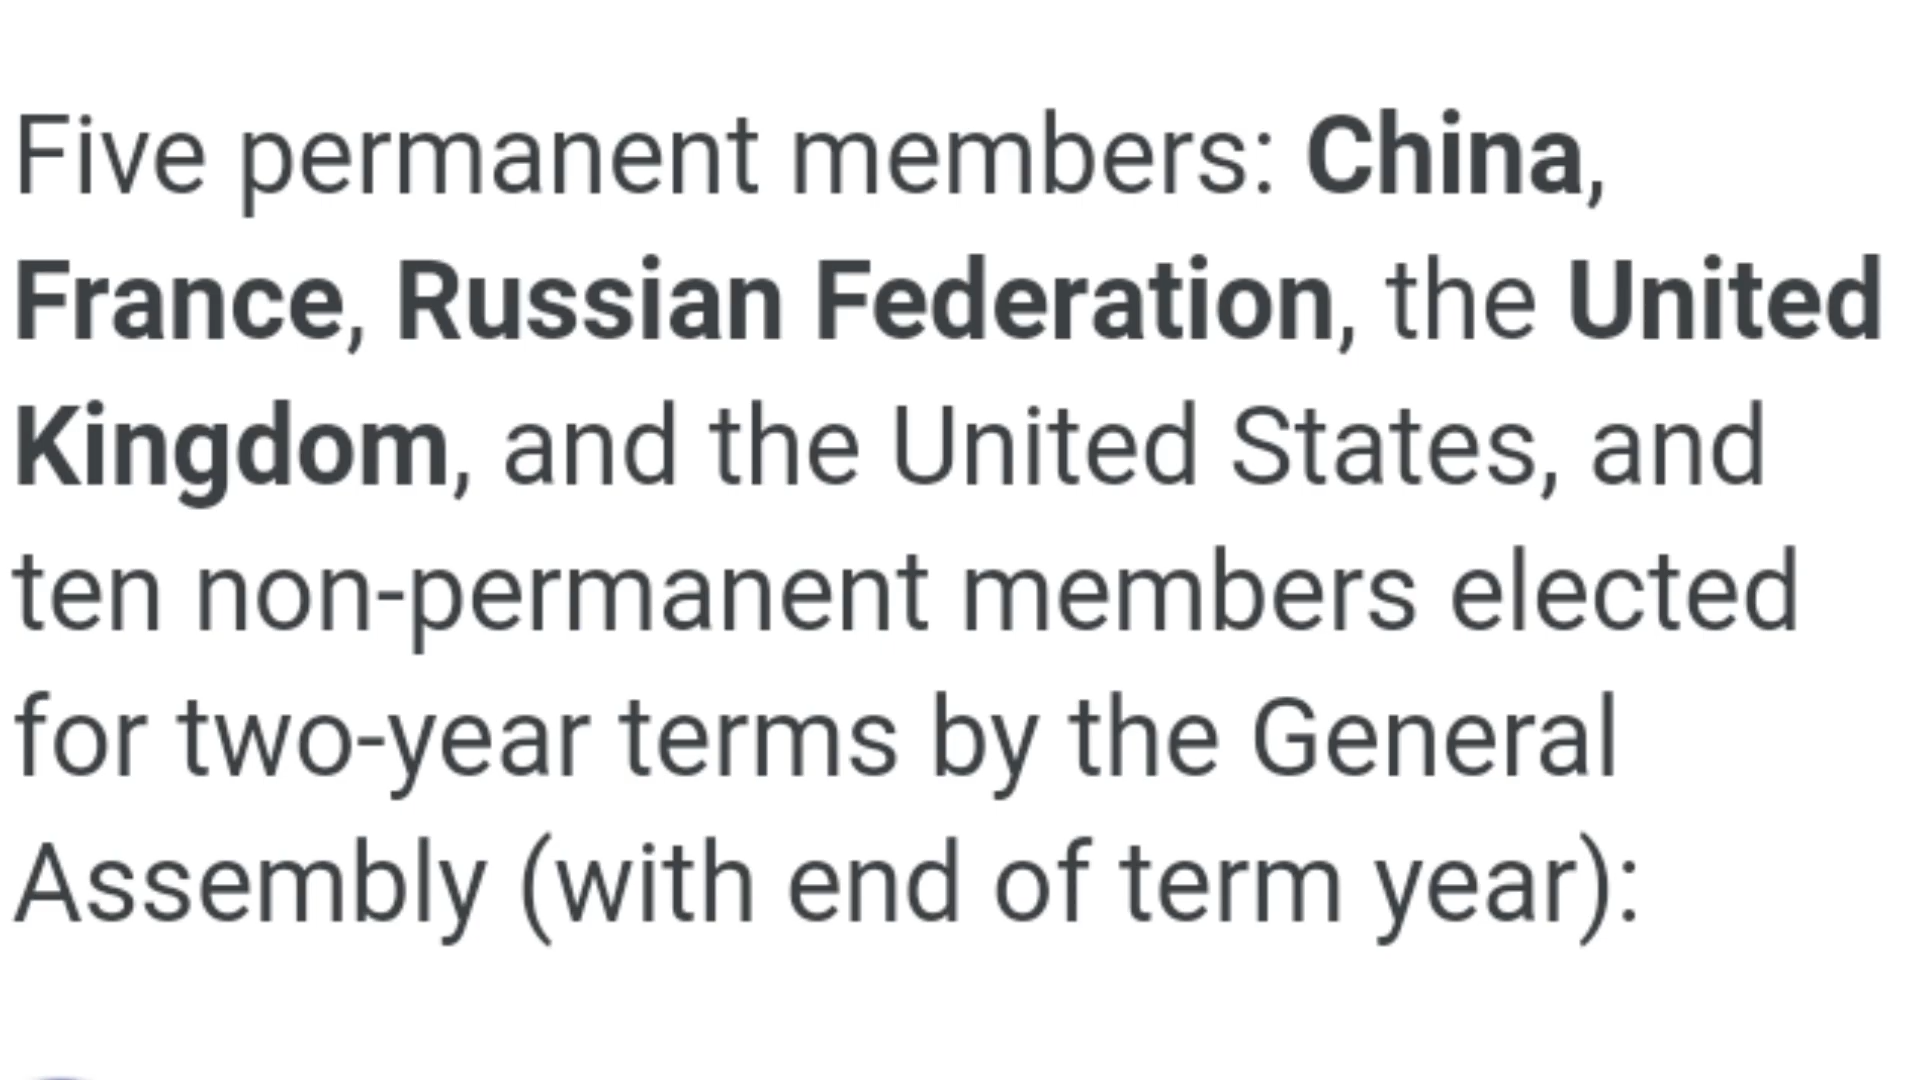 Five permanent members: China,
France, Russian Federation, the United
Kingdom, and the United States, and
ten non-permanent members elected
for two-year terms by the General
Assembly (with end of term year):